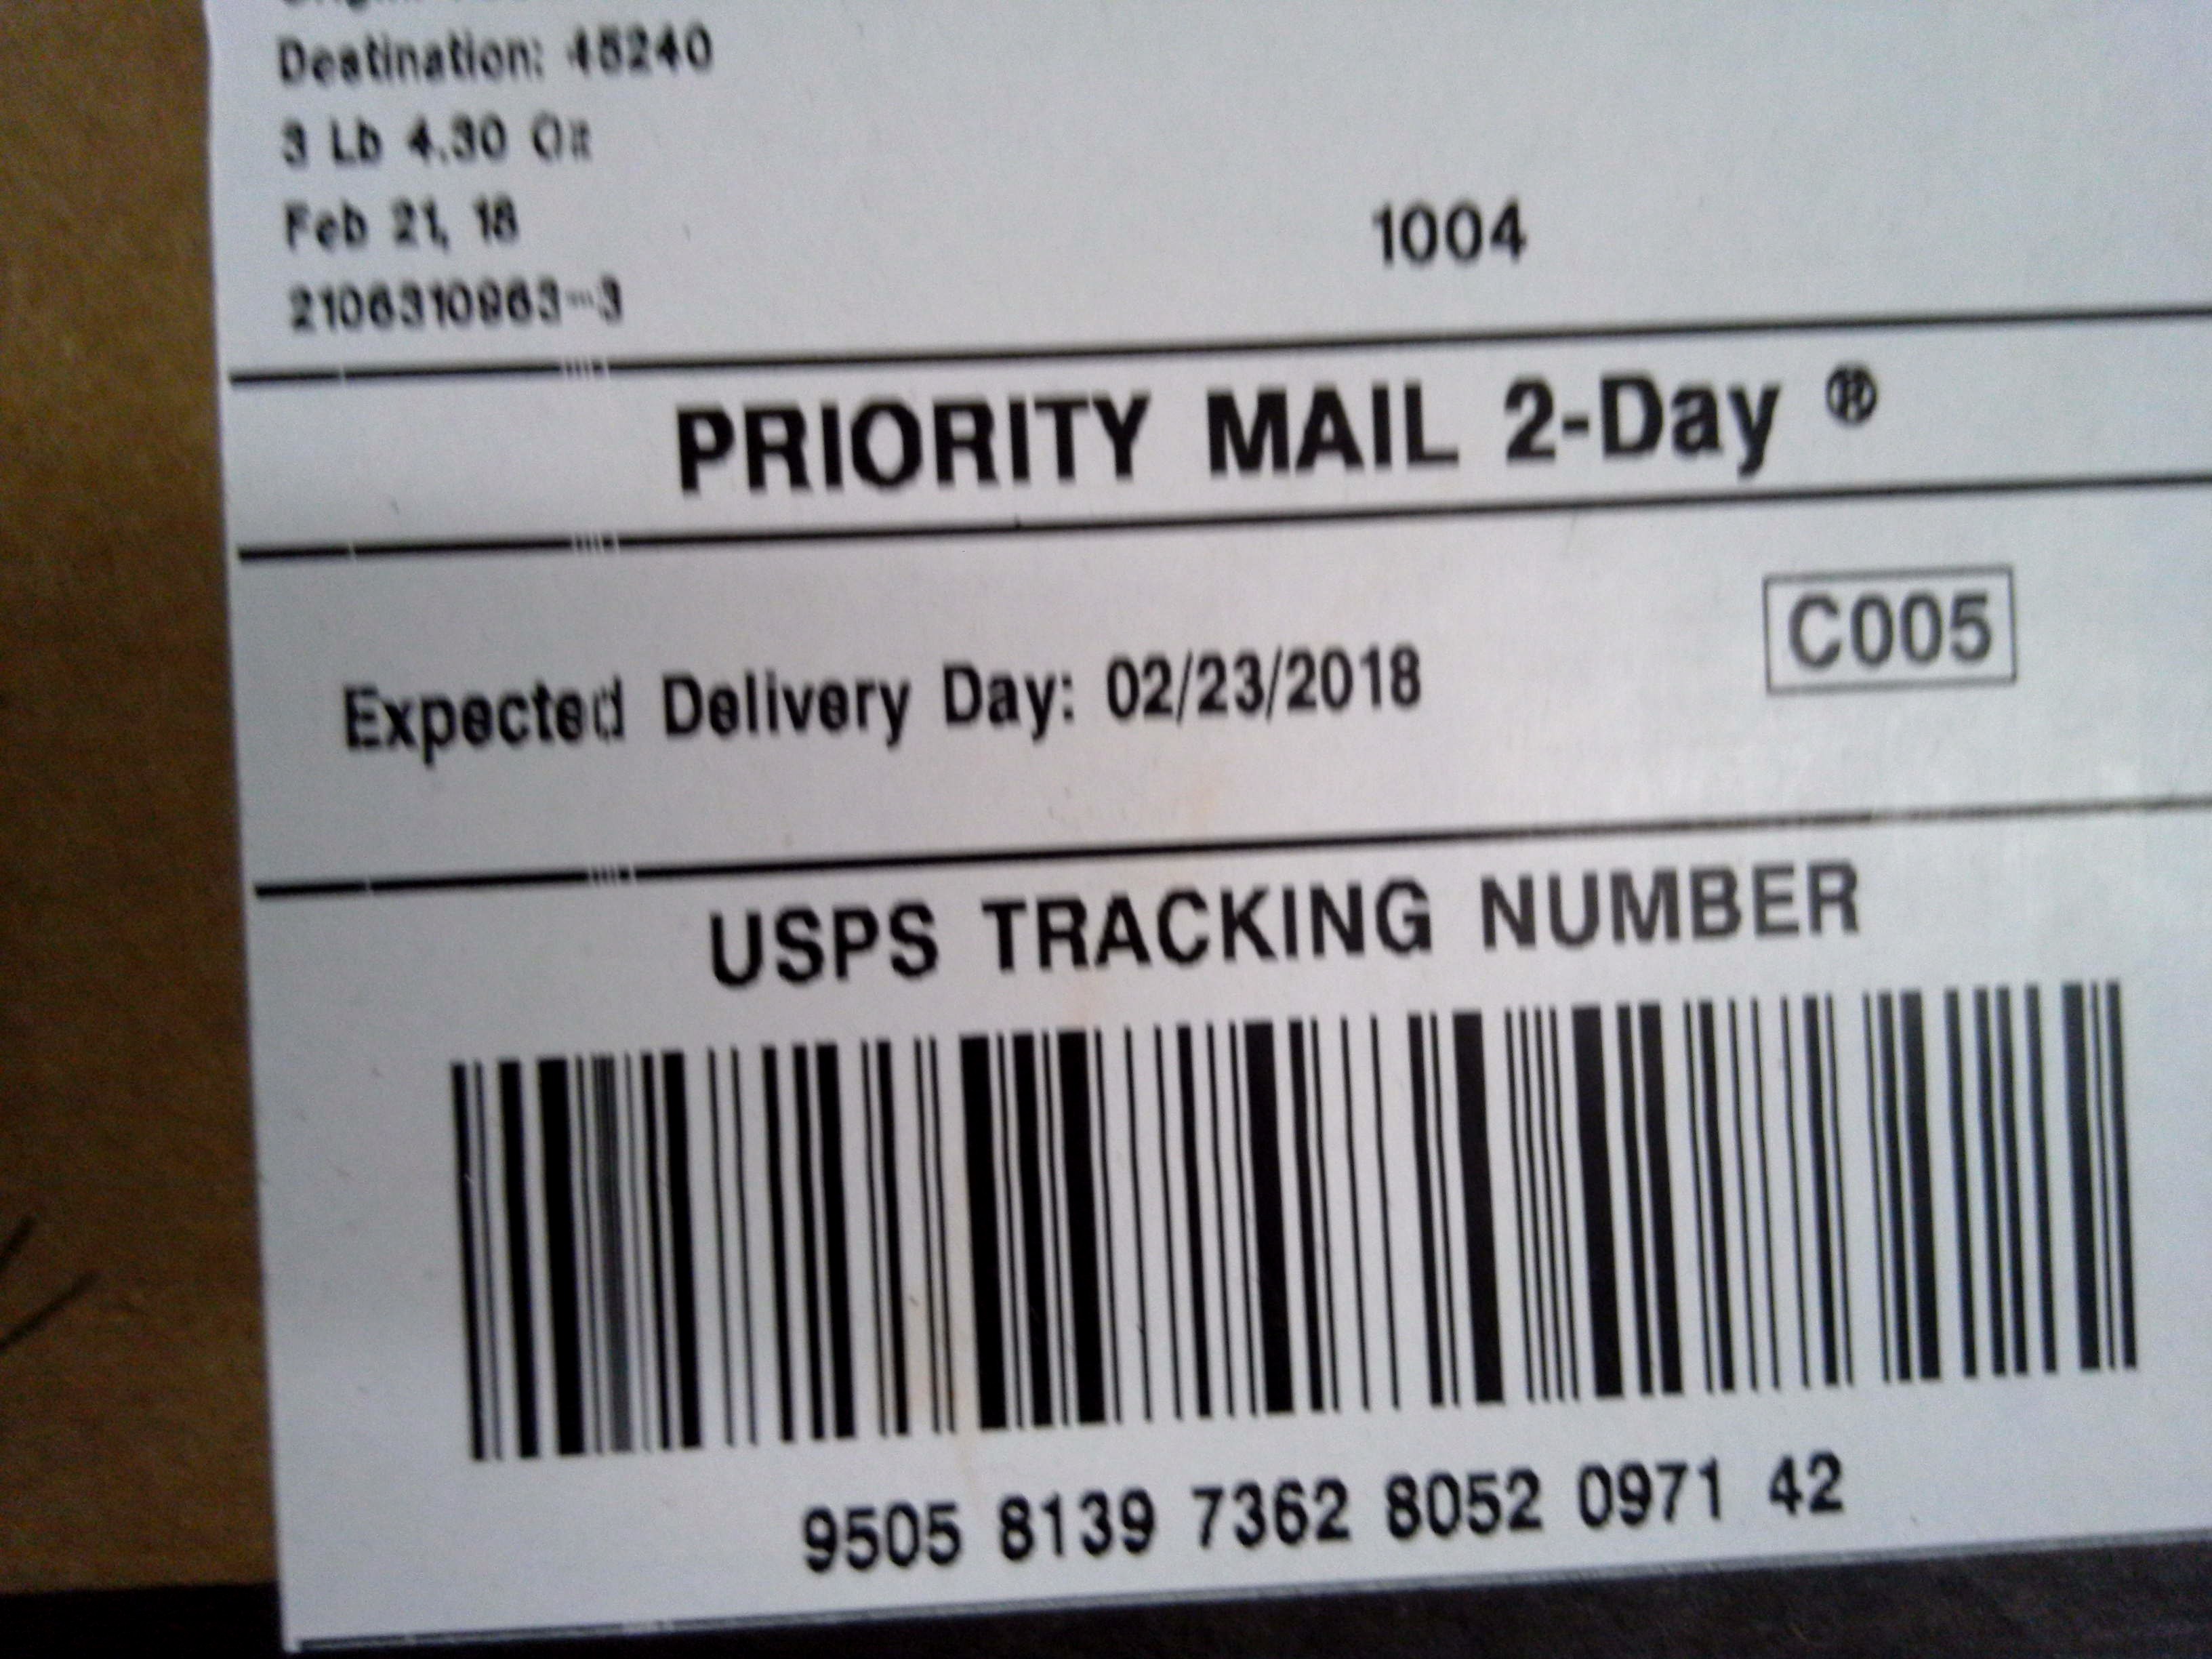 Destination: 45240
3 Lb 4.30 Oz
Feb 21, 18
2106310963-3
1004
PRIORITY MAIL 2-Day ®
Expected Delivery Day: 02/23/2018
C005
USPS TRACKING NUMBER
9505 8139 7362 8052 0971 42